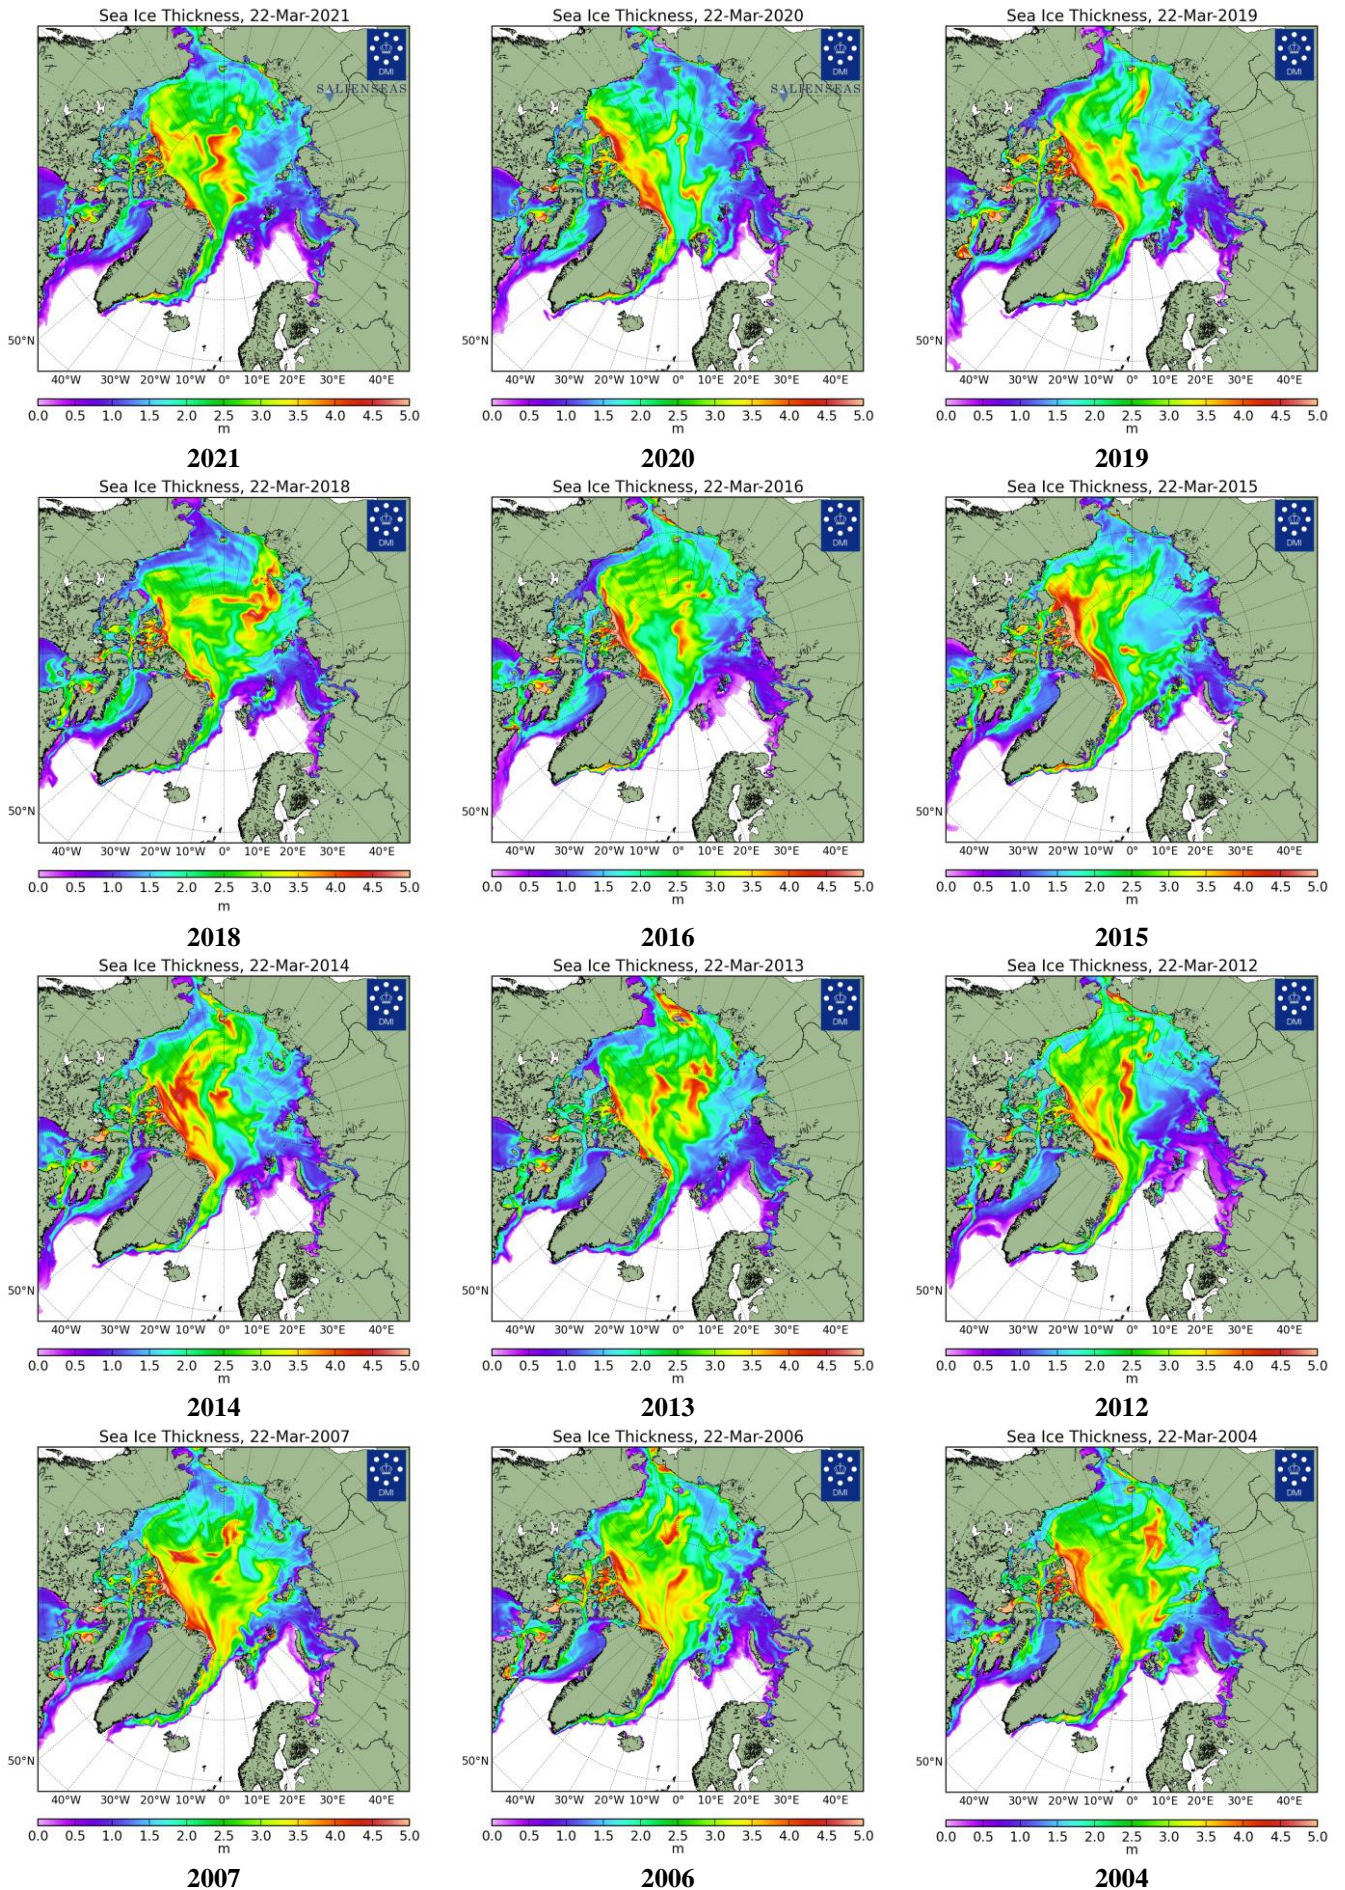 Sea Ice Thickness, 22-Mar-2021
Sea Ice Thickness, 22-Mar-2020
Sea Ice Thickness, 22-Mar-2019
DMI
SALIENSEAS
DMI
SALIENSEAS
DMI
50°N
50°N
50°N
40°W 30°W 20°W 10°W 0° 10°E 20°E 30°E 40°E
40°W 30°W 20°W 10°W 0° 10°E 20°E 30°E 40°E
40°W 30°W 20°W 10°W 0° 10°E 20°E 30°E 40°E
0.0 0.5 1.0 1.5 2.0 2.5 3.0 3.5 4.0 4.5 5.0
m
0.0 0.5 1.0 1.5 2.0 2.5 3.0 3.5 4.0 4.5 5.0
m
0.0 0.5 1.0 1.5 2.0 2.5 3.0 3.5 4.0 4.5 5.0
m
2021
2020
2019
Sea Ice Thickness, 22-Mar-2018
Sea Ice Thickness, 22-Mar-2016
Sea Ice Thickness, 22-Mar-2015
DMI
DMI
DMI
50°N
50°N
50°N
40°W 30°W 20°W 10°W 0° 10°E 20°E 30°E 40°E
40°W 30°W 20°W 10°W 0° 10°E 20°E 30°E 40°E
40°W 30°W 20°W 10°W 0° 10°E 20°E 30°E 40°E
0.0 0.5 1.0 1.5 2.0 2.5 3.0 3.5 4.0 4.5 5.0
m
0.0 0.5 1.0 1.5 2.0 2.5 3.0 3.5 4.0 4.5 5.0
m
0.0 0.5 1.0 1.5 2.0 2.5 3.0 3.5 4.0 4.5 5.0
m
2018
2016
2015
Sea Ice Thickness, 22-Mar-2014
Sea Ice Thickness, 22-Mar-2013
Sea Ice Thickness, 22-Mar-2012
DMI
DMI
DMI
50°N
50°N
50°N
40°W 30°W 20°W 10°W 0° 10°E 20°E 30°E 40°E
40°W 30°W 20°W 10°W 0° 10°E 20°E 30°E 40°E
40°W 30°W 20°W 10°W 0° 10°E 20°E 30°E 40°E
0.0 0.5 1.0 1.5 2.0 2.5 3.0 3.5 4.0 4.5 5.0
m
0.0 0.5 1.0 1.5 2.0 2.5 3.0 3.5 4.0 4.5 5.0
m
0.0 0.5 1.0 1.5 2.0 2.5 3.0 3.5 4.0 4.5 5.0
m
2014
2013
2012
Sea Ice Thickness, 22-Mar-2007
Sea Ice Thickness, 22-Mar-2006
Sea Ice Thickness, 22-Mar-2004
DMI
DMI
DMI
50°N
50°N
50°N
40°W 30°W 20°W 10°W 0° 10°E 20°E 30°E 40°E
40°W 30°W 20°W 10°W 0° 10°E 20°E 30°E 40°E
40°W 30°W 20°W 10°W 0° 10°E 20°E 30°E 40°E
0.0 0.5 1.0 1.5 2.0 2.5 3.0 3.5 4.0 4.5 5.0
m
0.0 0.5 1.0 1.5 2.0 2.5 3.0 3.5 4.0 4.5 5.0
m
0.0 0.5 1.0 1.5 2.0 2.5 3.0 3.5 4.0 4.5 5.0
m
2007
2006
2004